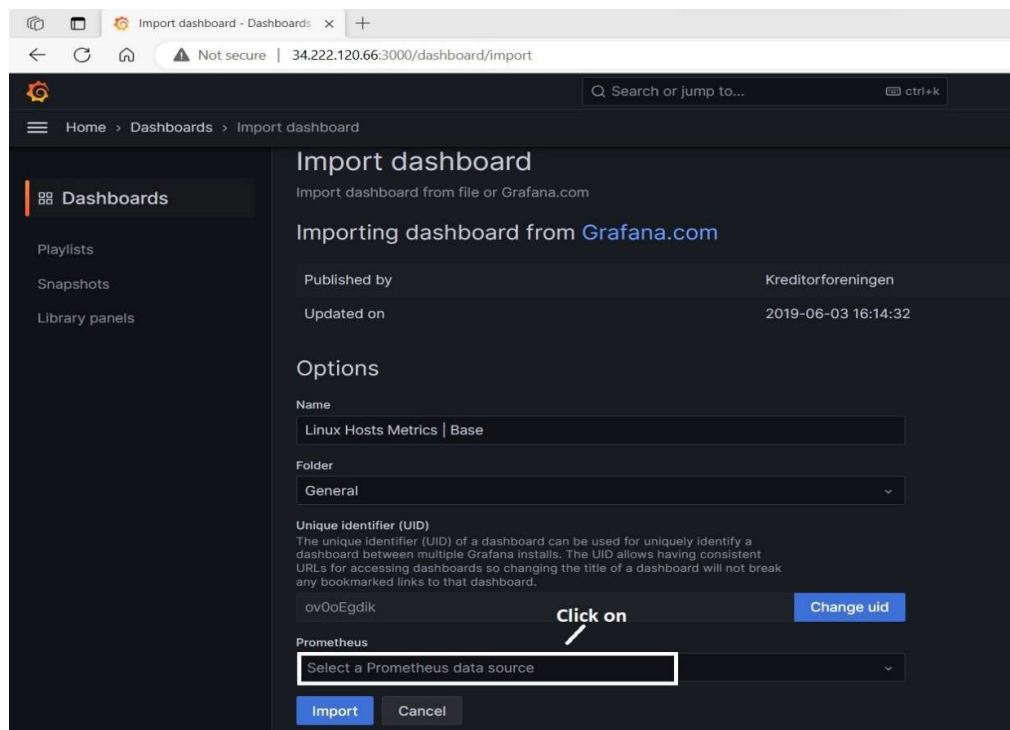 Import dashboard - Dashboards
Not secure | 34.222.120.66:3000/dashboard/import
Search or jump to... ctrl+k
Home › Dashboards › Import dashboard
Dashboards
Playlists
Snapshots
Library panels
Import dashboard
Import dashboard from file or Grafana.com
Importing dashboard from Grafana.com
Published by Kreditorforeningen
Updated on 2019-06-03 16:14:32
Options
Name
Linux Hosts Metrics | Base
Folder
General
Unique identifier (UID)
The unique identifier (UID) of a dashboard can be used for uniquely identify a
dashboard between multiple Grafana installs. The UID allows having consistent
URLs for accessing dashboards so changing the title of a dashboard will not break
any bookmarked links to that dashboard.
ov0oEgdik Change uid
Click on
Prometheus
Select a Prometheus data source
Import Cancel